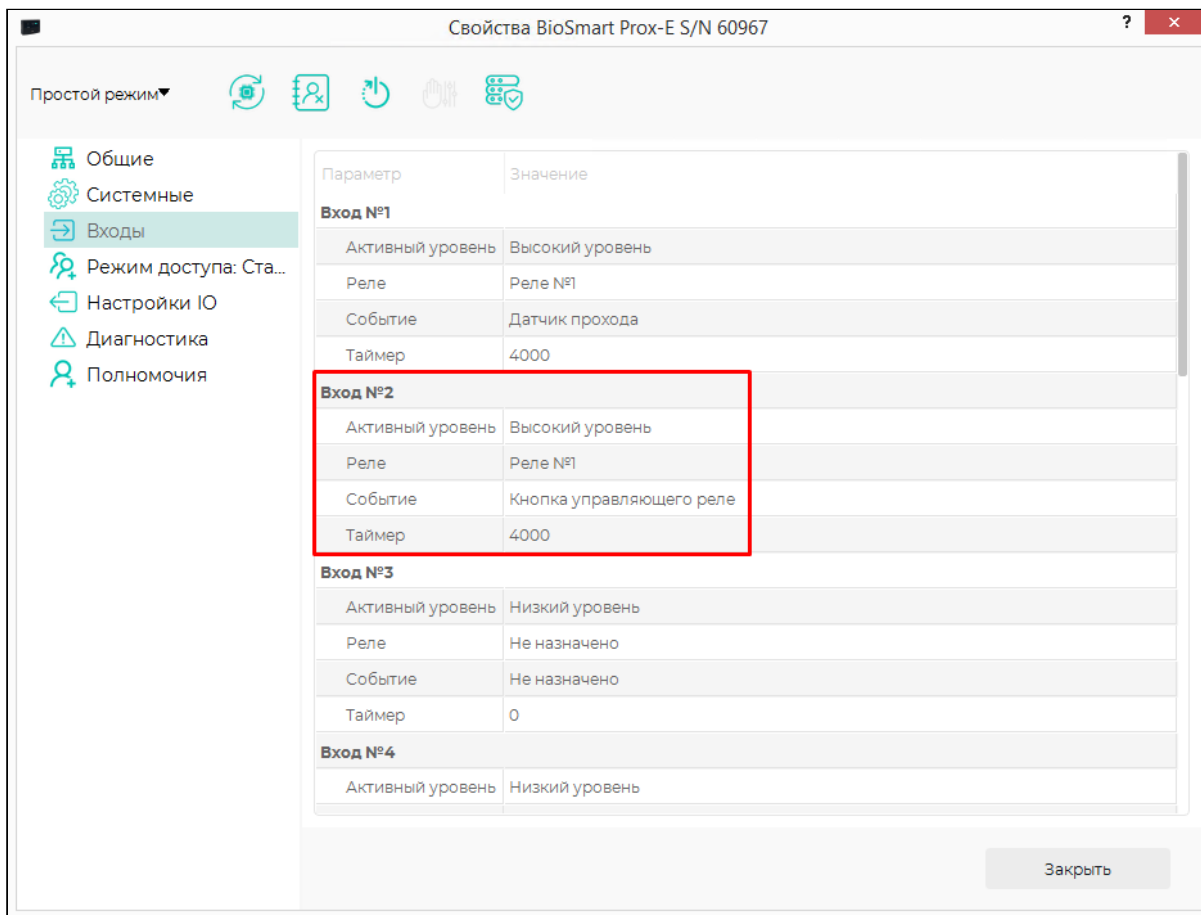 Свойства BioSmart Prox-E S/N 60967
?
Простой режим
Общие
Системные
Входы
Режим доступа: Ста...
Настройки IO
Диагностика
Полномочия
Параметр Значение
Вход №1
Активный уровень Высокий уровень
Реле Реле №1
Событие Датчик прохода
Таймер 4000
Вход №2
Активный уровень Высокий уровень
Реле Реле №1
Событие Кнопка управляющего реле
Таймер 4000
Вход №3
Активный уровень Низкий уровень
Реле Не назначено
Событие Не назначено
Таймер 0
Вход №4
Активный уровень Низкий уровень
Закрыть